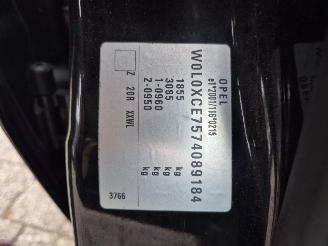 OPEL
e1*2001/116*0215
W0L0XCE7574089184
1855 kg
3085 kg
1-0960 kg
2-0950 kg
Z 20R XXWL
3766